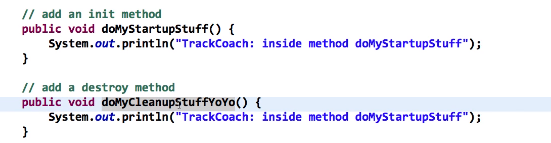 // add an init method
public void doMyStartupStuff() {
System.out.println("TrackCoach: inside method doMyStartupStuff");
}
// add a destroy method
public void doMyCleanupStuffYoYo() {
System.out.println("TrackCoach: inside method doMyStartupStuff");
}